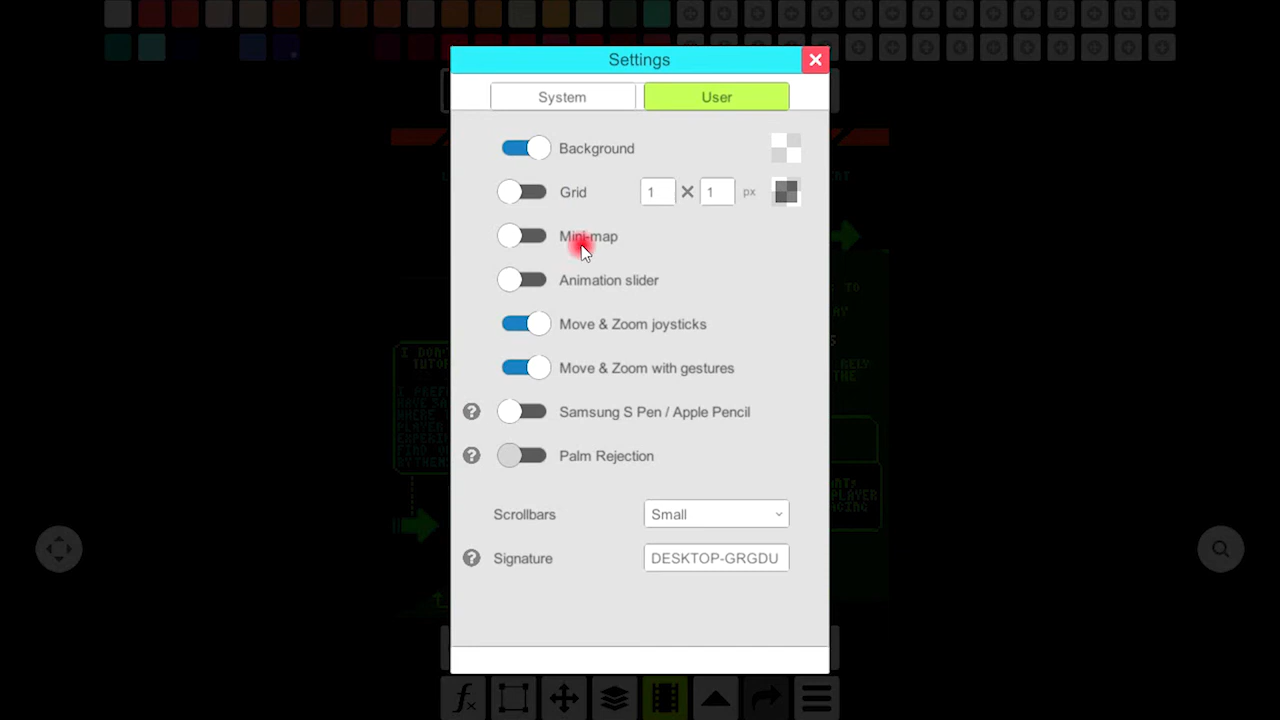 Settings
System
User
Background
Grid
1
1
px
Mini-map
Animation slider
Move & Zoom joysticks
Move & Zoom with gestures
? Samsung S Pen / Apple Pencil
? Palm Rejection
Scrollbars
Small
? Signature
DESKTOP-GRGDU
fx